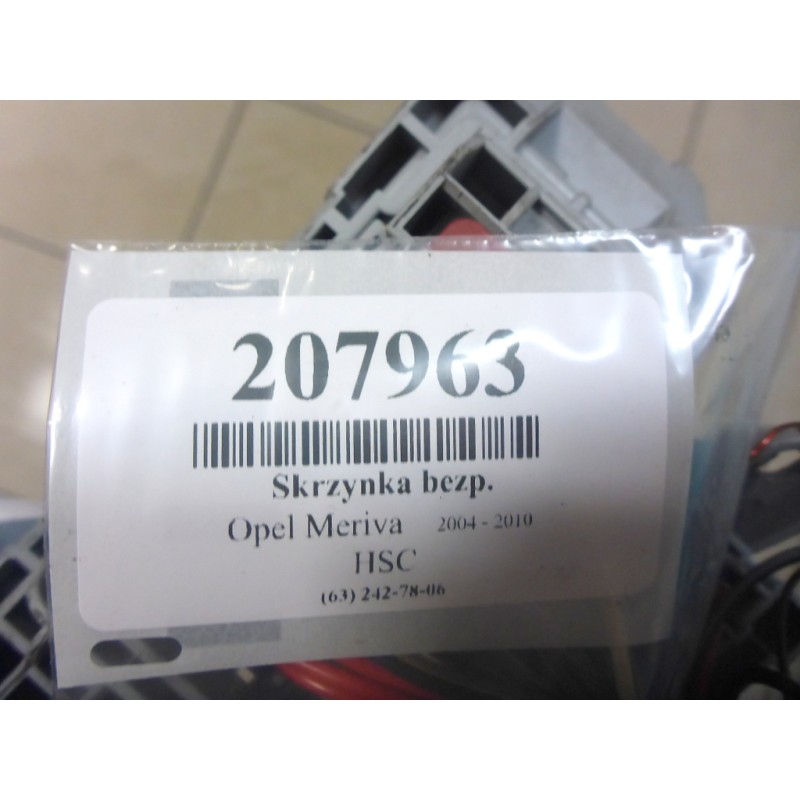 207963
Skrzynka bezp.
Opel Meriva 2004 - 2010
HSC
(63) 242-78-06